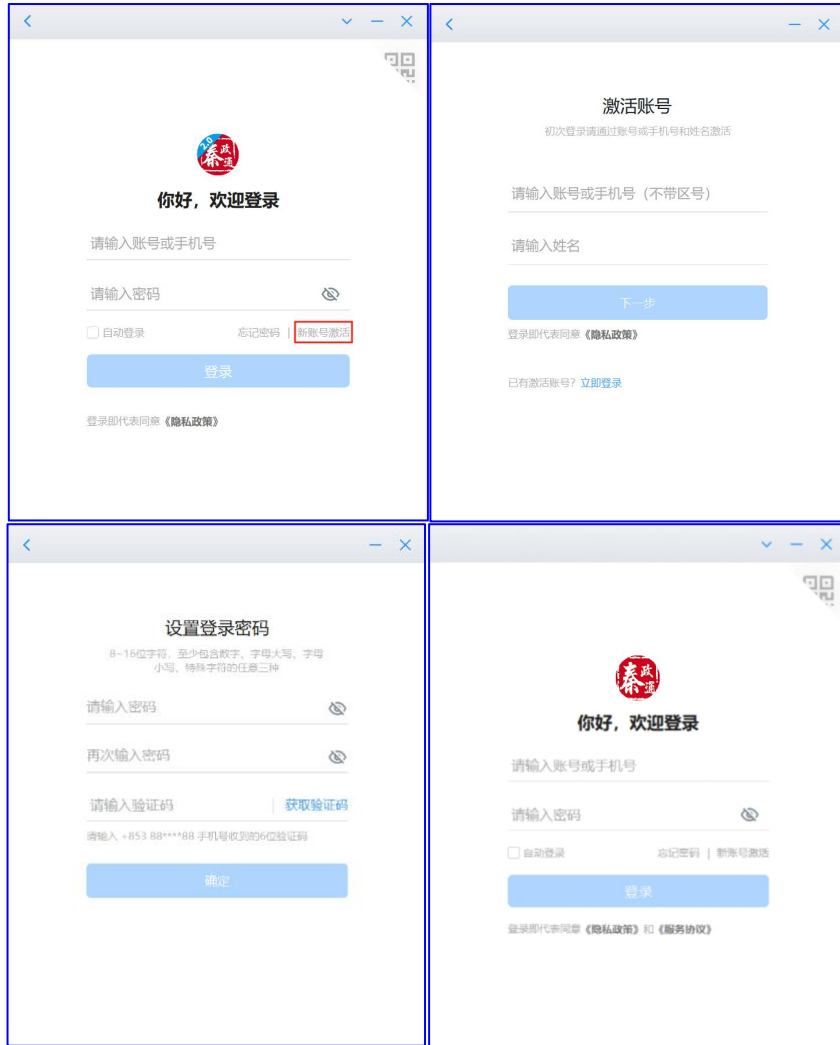 2.0
秦政通
你好，欢迎登录
请输入账号或手机号
请输入密码
自动登录
忘记密码 | 新账号激活
登录
登录即代表同意《隐私政策》
激活账号
初次登录请通过账号或手机号和姓名激活
请输入账号或手机号（不带区号）
请输入姓名
下一步
登录即代表同意《隐私政策》
已有激活账号？立即登录
设置登录密码
8~16位字符，至少包含数字、字母大写、字母
小写、特殊字符的任意三种
请输入密码
再次输入密码
请输入验证码 | 获取验证码
请输入 +853 88****88 手机号收到的6位验证码
确定
秦政通
你好，欢迎登录
请输入账号或手机号
请输入密码
自动登录
忘记密码 | 新账号激活
登录
登录即代表同意《隐私政策》和《服务协议》